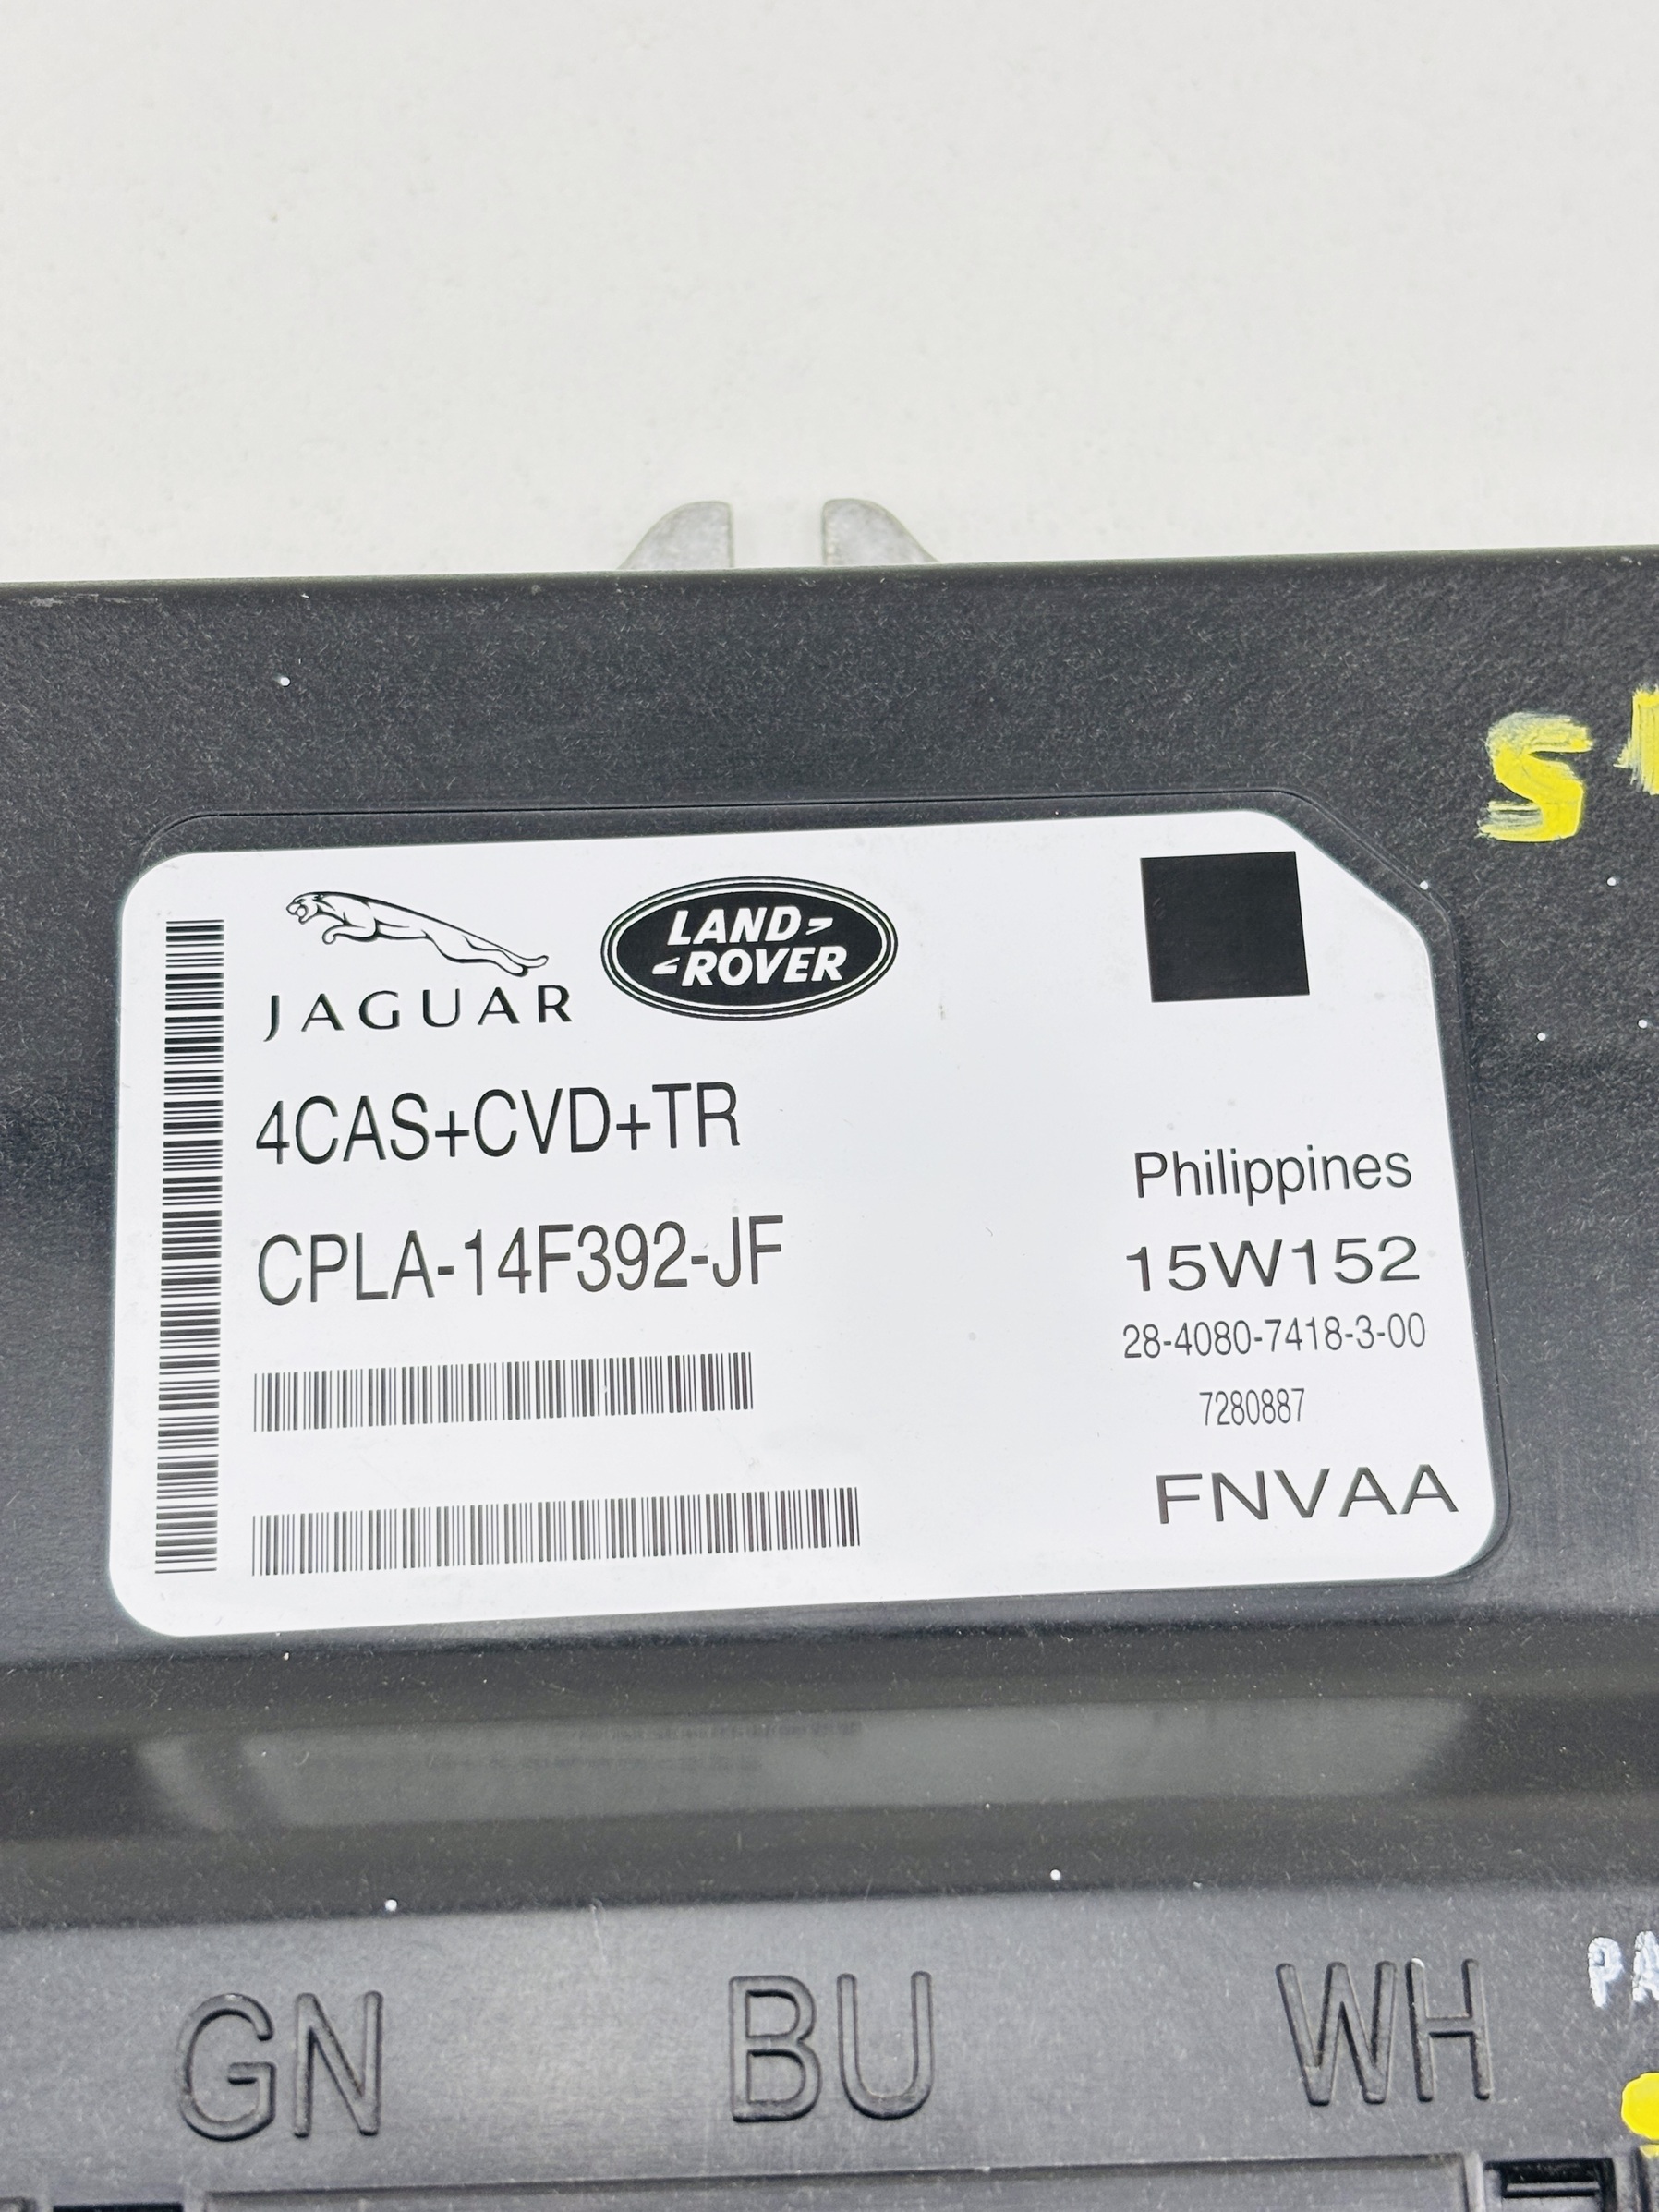 JAGUAR
LAND
ROVER
4CAS+CVD+TR
CPLA-14F392-JF
Philippines
15W152
28-4080-7418-3-00
7280887
FNVAA
GN BU WH